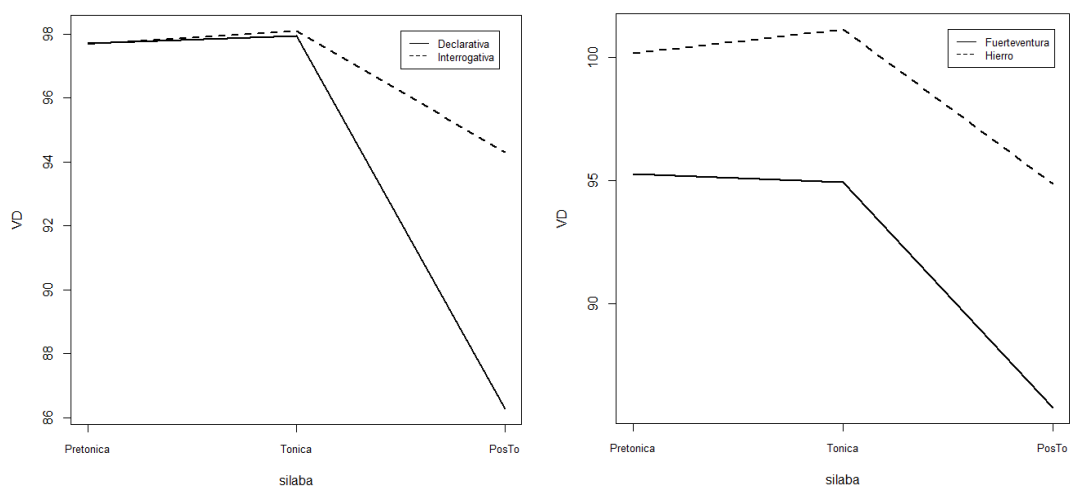 98
96
94
92
90
88
86
VD
Declarativa
Interrogativa
Pretonica Tonica PosTo
silaba
100
95
90
VD
Fuerteventura
Hierro
Pretonica Tonica PosTo
silaba